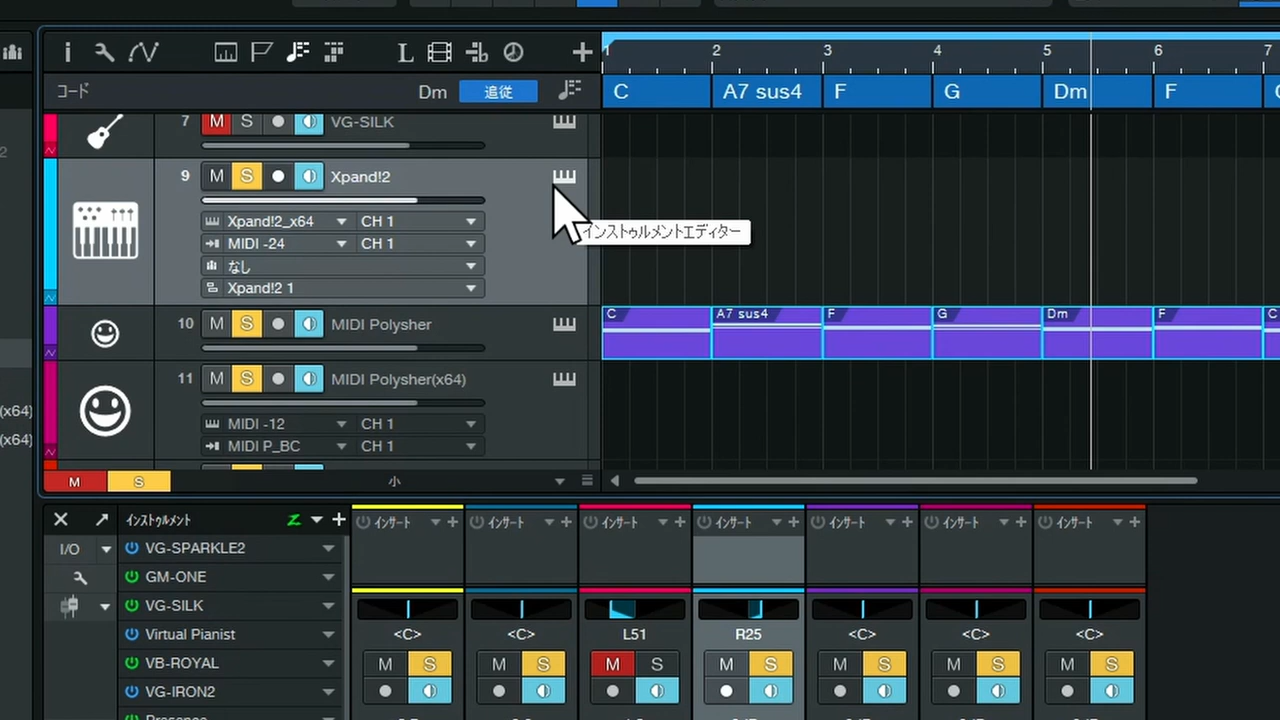 1 2 3 4 5 6 7
コード Dm 追従
C A7 sus4 F G Dm F
7 M S VG-SILK
9 M S Xpand!2
Xpand!2_x64 CH 1
インストゥルメントエディター
MIDI -24 CH 1
なし
Xpand!2 1
C A7 sus4 F G Dm F C
10 M S MIDI Polysher
11 M S MIDI Polysher(x64)
(x64)
MIDI -12 CH 1
(x64)
MIDI P_BC CH 1
M S 小
インストゥルメント Z
インサート インサート インサート インサート インサート インサート インサート
I/O VG-SPARKLE2
GM-ONE
VG-SILK
Virtual Pianist
<C> <C> L51 R25 <C> <C> <C>
VB-ROYAL
M S M S M S M S M S M S M S
VG-IRON2
Presence